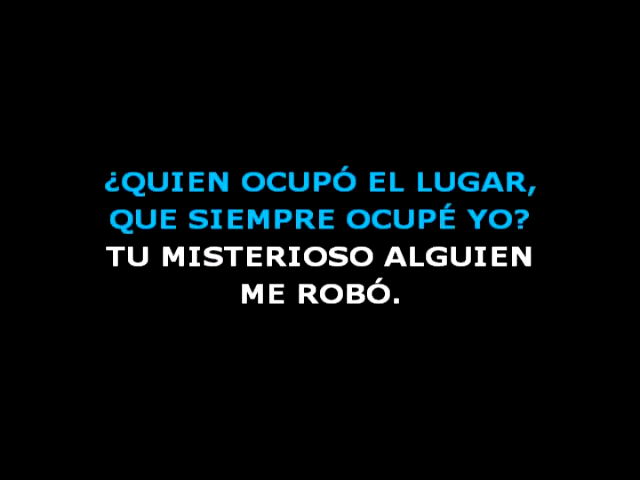 ¿QUIEN OCUPÓ EL LUGAR,
QUE SIEMPRE OCUPÉ YO?
TU MISTERIOSO ALGUIEN
ME ROBÓ.